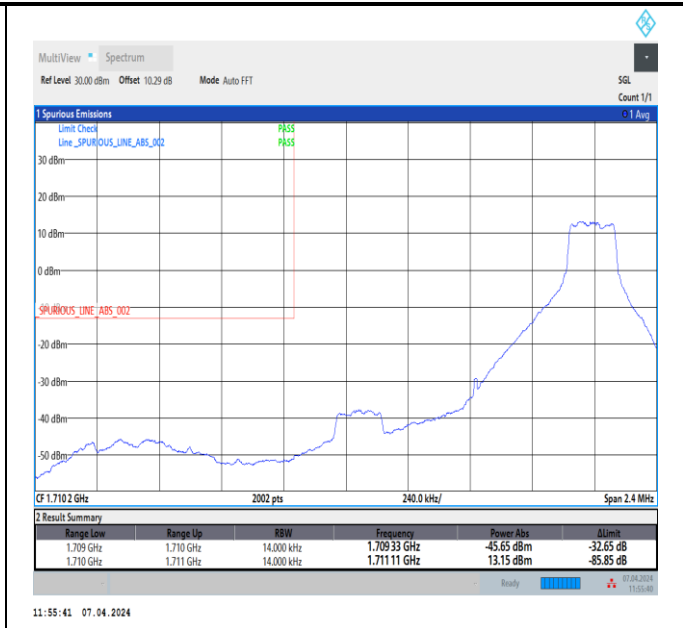 MultiView Spectrum
Ref Level 30.00 dBm Offset 10.29 dB Mode Auto FFT SGL
Count 1/1
1 Spurious Emissions 1 Avg
Limit Check PASS
Line _SPURIOUS_LINE_ABS_002 PASS
30 dBm
20 dBm
10 dBm
0 dBm
_SPURIOUS_LINE_ABS_002
-20 dBm
-30 dBm
-40 dBm
-50 dBm
CF 1.7102 GHz 2002 pts 240.0 kHz/ Span 2.4 MHz
2 Result Summary
Range Low Range Up RBW Frequency Power Abs ΔLimit
1.709 GHz 1.710 GHz 14.000 kHz 1.70933 GHz -45.65 dBm -32.65 dB
1.710 GHz 1.711 GHz 14.000 kHz 1.71111 GHz 13.15 dBm -85.85 dB
Ready 07.04.2024
11:55:40
11:55:41 07.04.2024